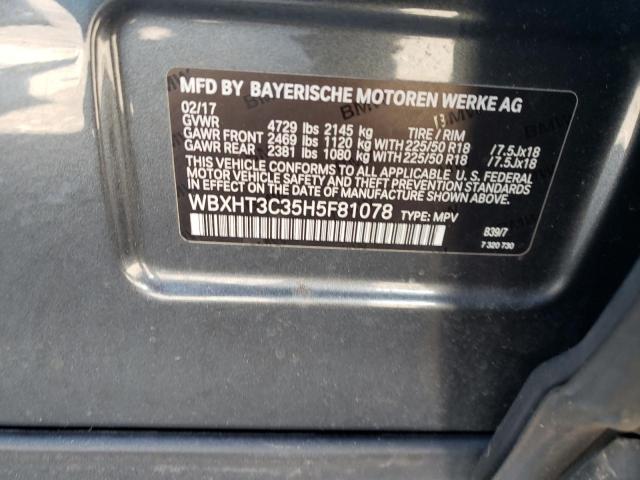 MFD BY BAYERISCHE MOTOREN WERKE AG
02/17
GVWR 4729 lbs 2145 kg TIRE / RIM
GAWR FRONT 2469 lbs 1120 kg WITH 225/50 R18 /7.5Jx18
GAWR REAR 2381 lbs 1080 kg WITH 225/50 R18 /7.5Jx18
THIS VEHICLE CONFORMS TO ALL APPLICABLE U. S. FEDERAL
MOTOR VEHICLE SAFETY AND THEFT PREVENTION STANDARDS
IN EFFECT ON THE DATE OF MANUFACTURE SHOWN ABOVE.
WBXHT3C35H5F81078 TYPE: MPV
B39/7
7 320 730